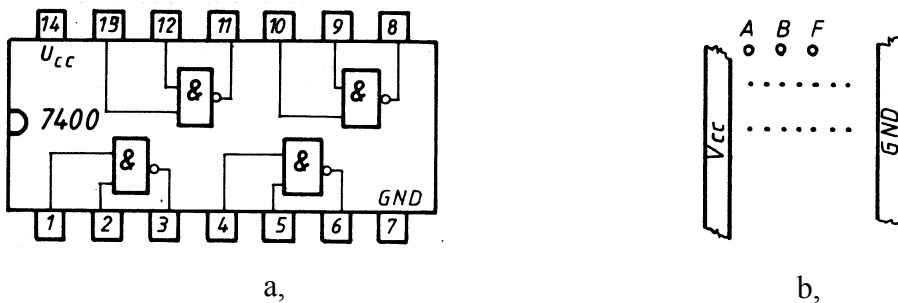 14 13 12 11 10 9 8
A B F
Ucc
& &
7400
Vcc
GND
& &
GND
1 2 3 4 5 6 7
a, b,